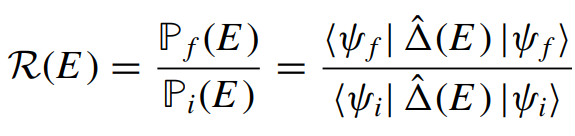 ℛ(E) = ℙ_f(E) / ℙ_i(E) = ⟨ψ_f| Δ̂(E) |ψ_f⟩ / ⟨ψ_i| Δ̂(E) |ψ_i⟩